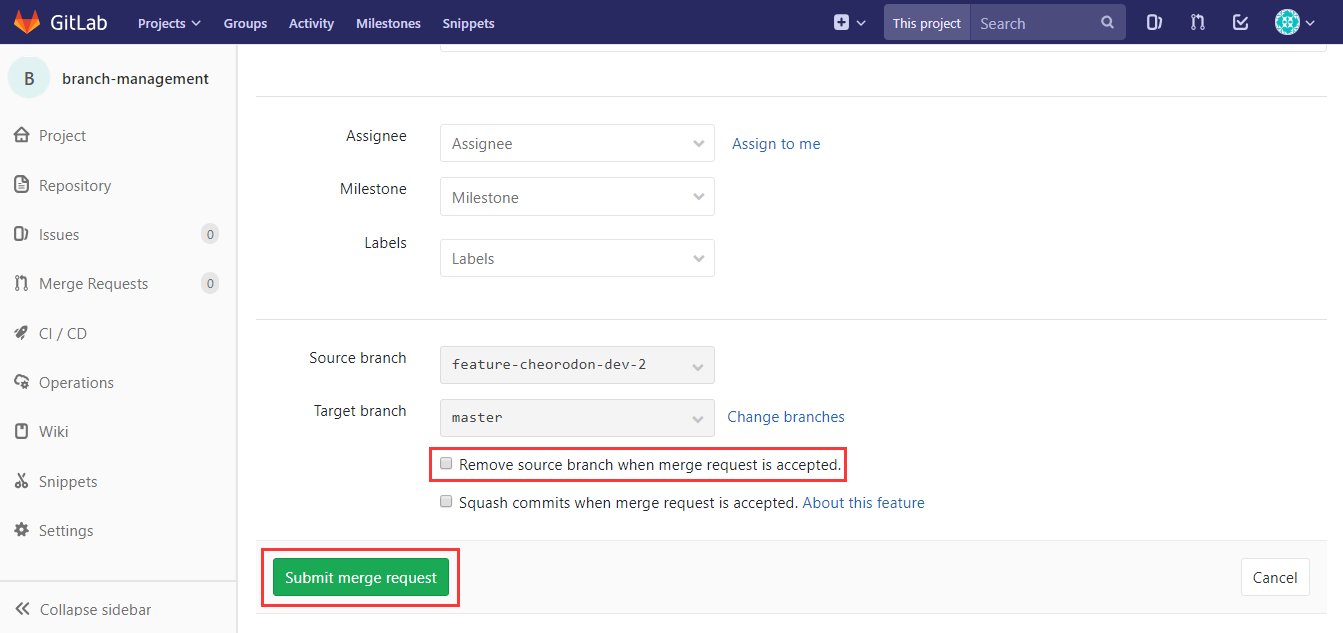 GitLab Projects Groups Activity Milestones Snippets This project Search
B branch-management
Project
Repository
Issues 0
Merge Requests 0
CI / CD
Operations
Wiki
Snippets
Settings
Collapse sidebar
Assignee Assignee Assign to me
Milestone Milestone
Labels Labels
Source branch feature-cheorodon-dev-2
Target branch master Change branches
Remove source branch when merge request is accepted.
Squash commits when merge request is accepted. About this feature
Submit merge request Cancel